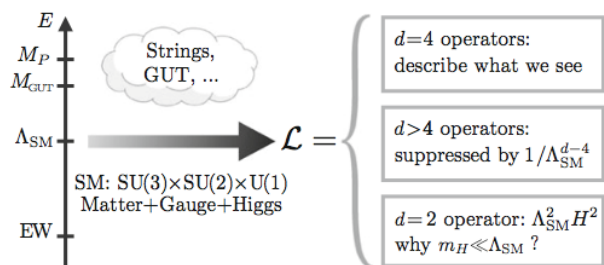 E
M_P
M_GUT
Λ_SM
EW
Strings,
GUT, ...
SM: SU(3)×SU(2)×U(1)
Matter+Gauge+Higgs
ℒ =
d=4 operators:
describe what we see
d>4 operators:
suppressed by 1/Λ_SM^{d−4}
d=2 operator: Λ_SM^2 H^2
why m_H≪Λ_SM ?